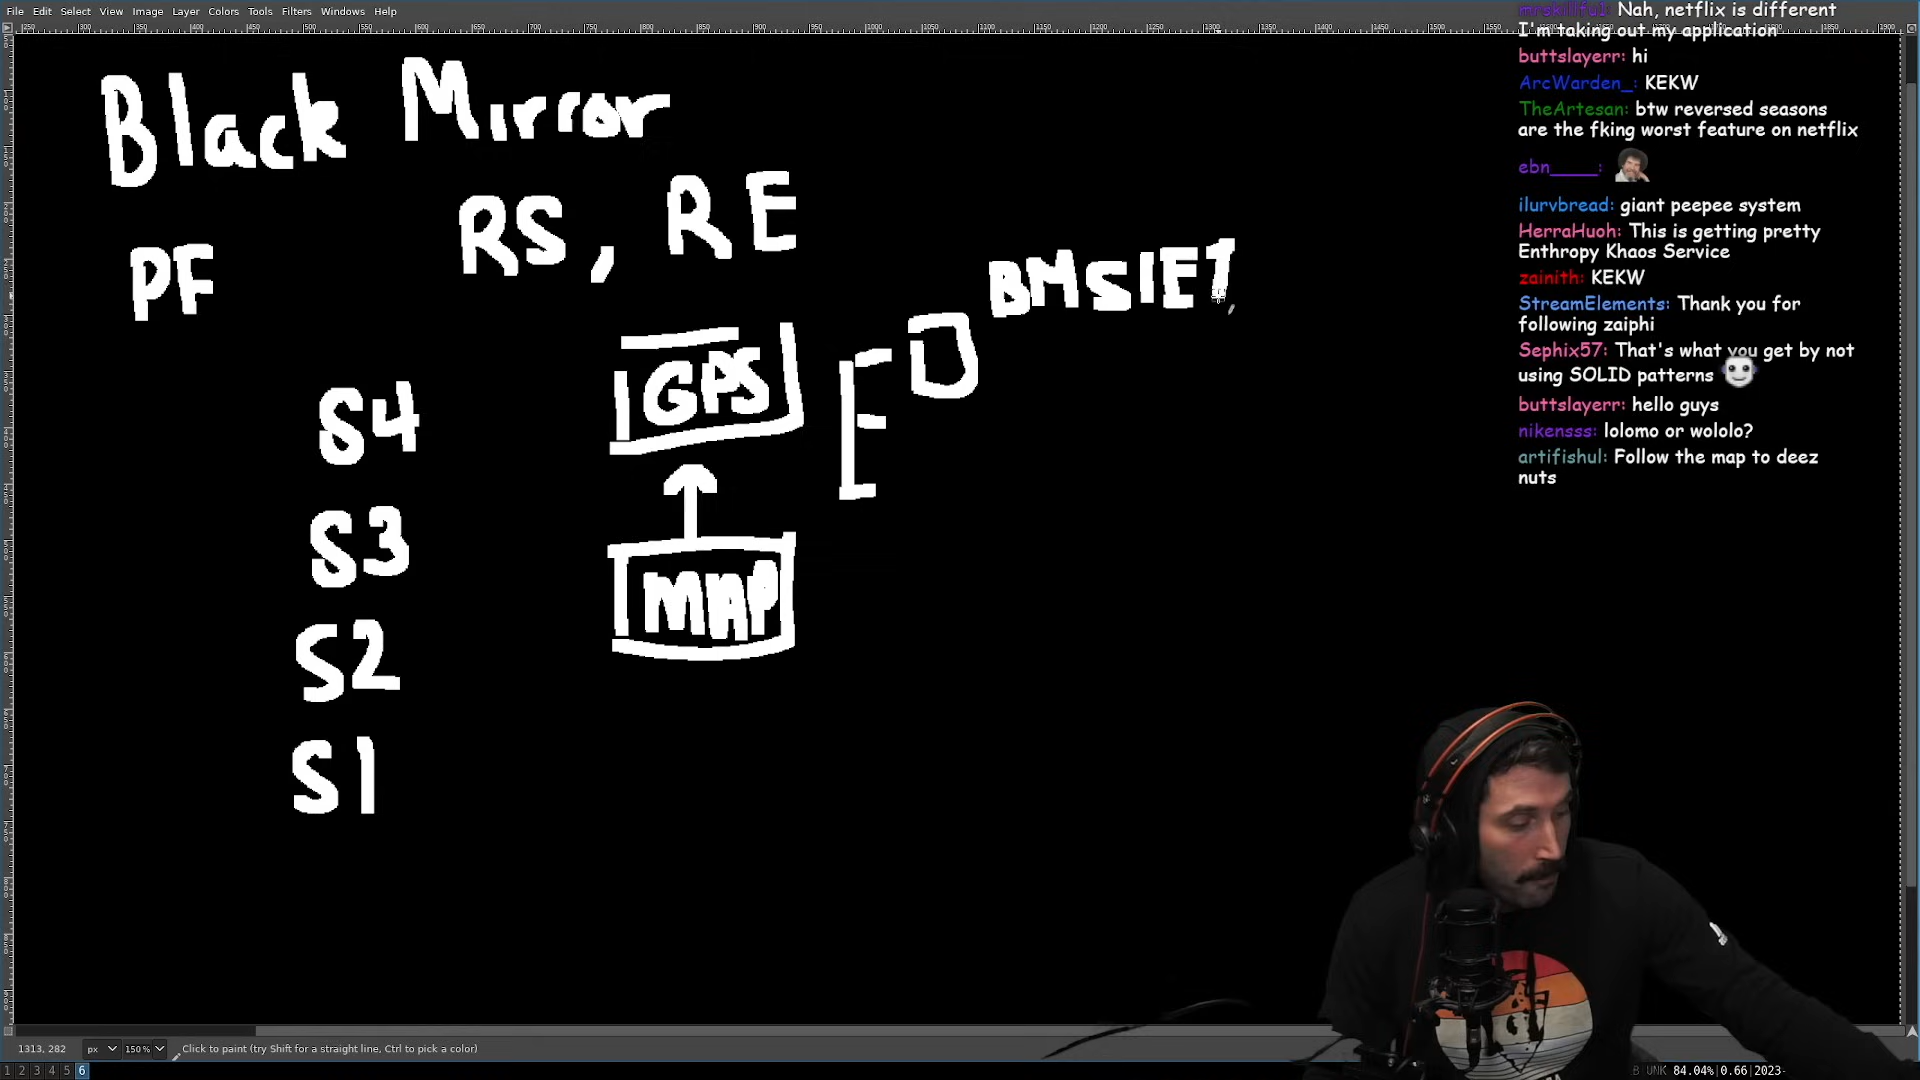 File Edit Select View Image Layer Colors Tools Filters Windows Help
Black Mirror
RS, RE
PF
BMS1E1
GPS
S4
S3
MAP
S2
S1
mrskillful: Nah, netflix is different
I'm taking out my application
buttslayerr: hi
ArcWarden_: KEKW
TheArtesan: btw reversed seasons
are the fking worst feature on netflix
ebn____:
ilurvbread: giant peepee system
HerraHuoh: This is getting pretty
Enthropy Khaos Service
zainith: KEKW
StreamElements: Thank you for
following zaiphi
Sephix57: That's what you get by not
using SOLID patterns
buttslayerr: hello guys
nikensss: lolomo or wololo?
artifishul: Follow the map to deez
nuts
1313, 282 px 150% Click to paint (try Shift for a straight line, Ctrl to pick a color)
1 2 3 4 5 6
B UNK 84.04%|0.66|2023-